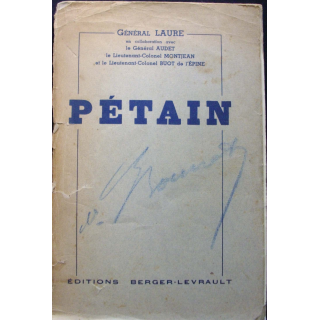 GÉNÉRAL LAURE
en collaboration avec
le Général AUDET
le Lieutenant-Colonel MONTJEAN
et le Lieutenant-Colonel BUOT de l'ÉPINE
PÉTAIN
ÉDITIONS BERGER-LEVRAULT